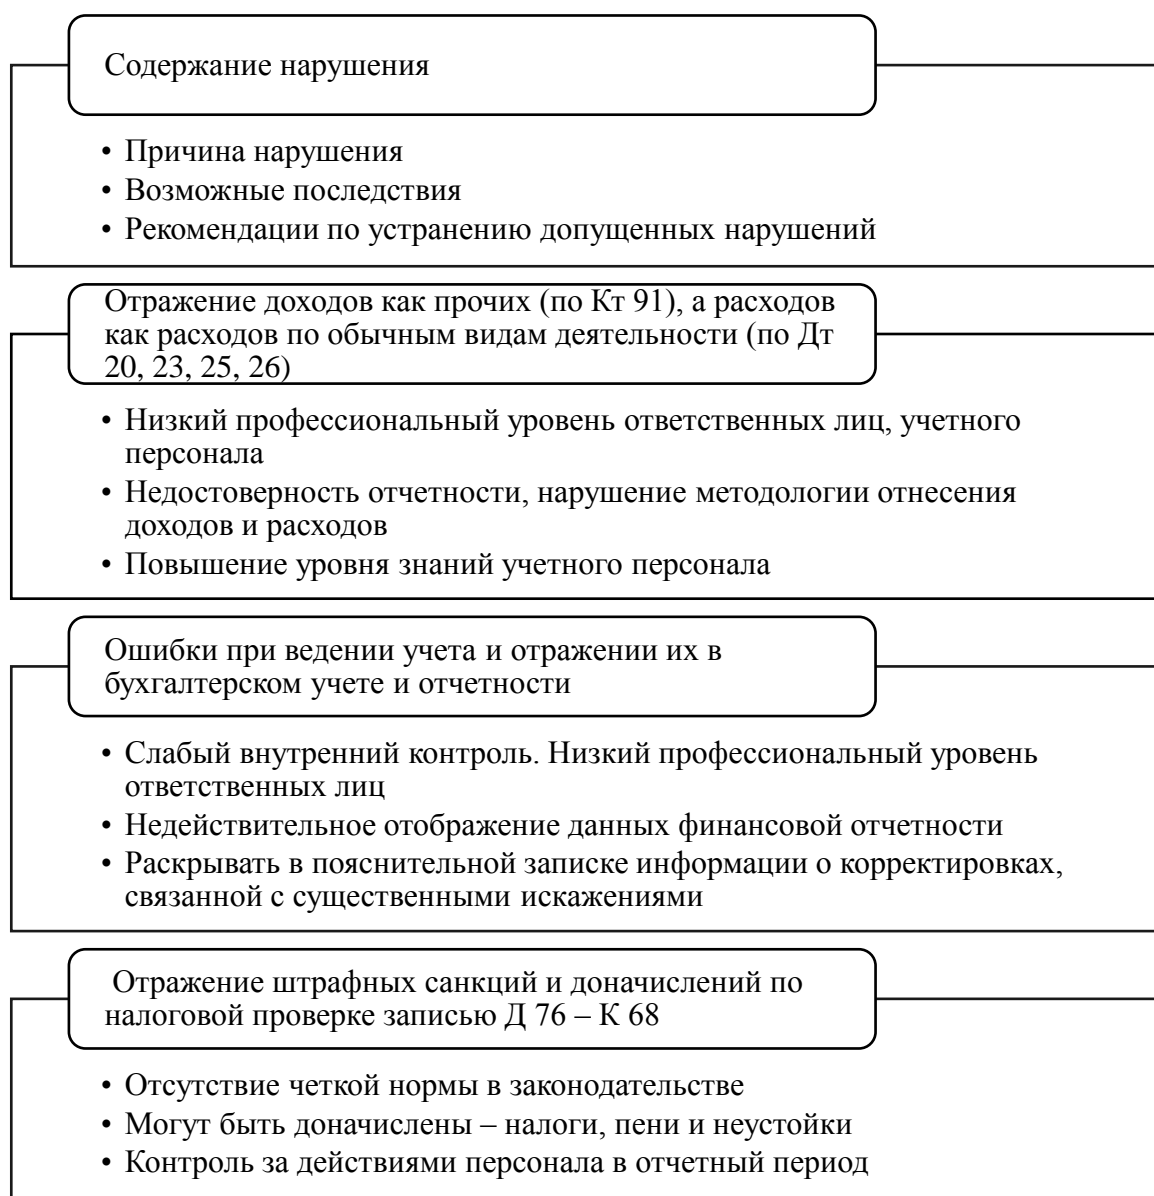 Содержание нарушения
• Причина нарушения
• Возможные последствия
• Рекомендации по устранению допущенных нарушений
Отражение доходов как прочих (по Кт 91), а расходов
как расходов по обычным видам деятельности (по Дт
20, 23, 25, 26)
• Низкий профессиональный уровень ответственных лиц, учетного
персонала
• Недостоверность отчетности, нарушение методологии отнесения
доходов и расходов
• Повышение уровня знаний учетного персонала
Ошибки при ведении учета и отражении их в
бухгалтерском учете и отчетности
• Слабый внутренний контроль. Низкий профессиональный уровень
ответственных лиц
• Недействительное отображение данных финансовой отчетности
• Раскрывать в пояснительной записке информации о корректировках,
связанной с существенными искажениями
Отражение штрафных санкций и доначислений по
налоговой проверке записью Д 76 – К 68
• Отсутствие четкой нормы в законодательстве
• Могут быть доначислены – налоги, пени и неустойки
• Контроль за действиями персонала в отчетный период